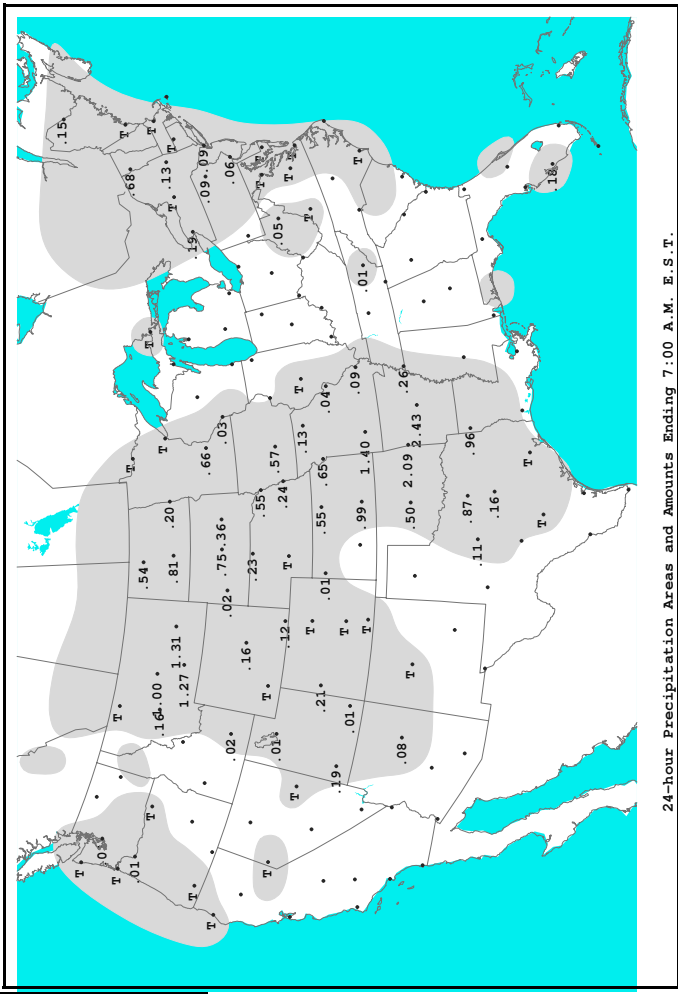 24-hour Precipitation Areas and Amounts Ending 7:00 A.M. E.S.T.
T
T
.01
T
.01
T
T
T
T
.16
1.00
1.27
1.31
.54
.81
.20
T
T
.02
.01
T
.16
.02
.75
.36
.23
T
.12
.55
.24
.66
.03
.57
T
.19
.21
.01
T
T
T
.01
.55
.65
.13
T
.04
.09
.08
T
.99
1.40
.50
2.09
2.43
.26
.11
.87
.16
.96
T
T
T
.15
T
T
T
.68
.13
T
.09
.09
.06
.19
T
T
T
T
.05
T
T
.01
.18